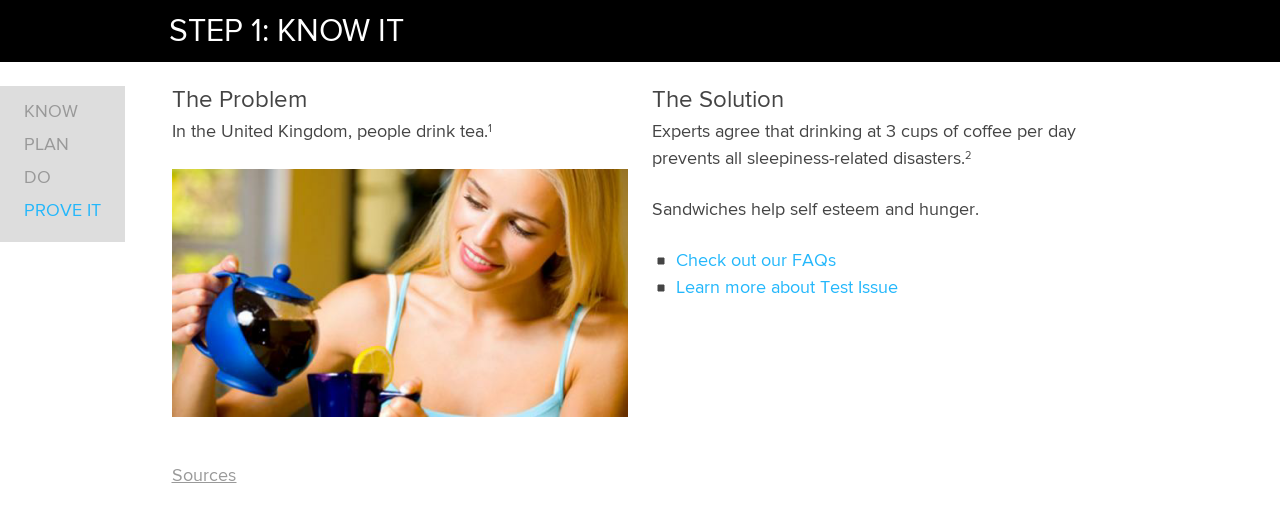 STEP 1: KNOW IT
KNOW
PLAN
DO
PROVE IT
The Problem
In the United Kingdom, people drink tea.¹
Sources
The Solution
Experts agree that drinking at 3 cups of coffee per day
prevents all sleepiness-related disasters.²
Sandwiches help self esteem and hunger.
Check out our FAQs
Learn more about Test Issue